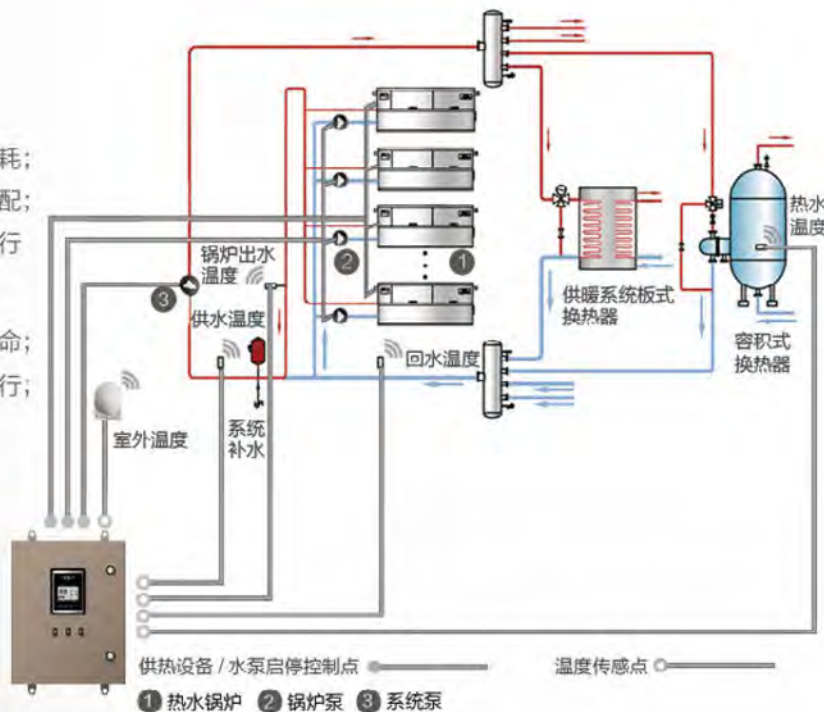 耗；
配；
行
命；
行；
锅炉出水
温度
供水温度
回水温度
系统
补水
室外温度
供暖系统板式
换热器
热水
温度
容积式
换热器
2
1
3
供热设备 / 水泵启停控制点
温度传感点
1 热水锅炉 2 锅炉泵 3 系统泵